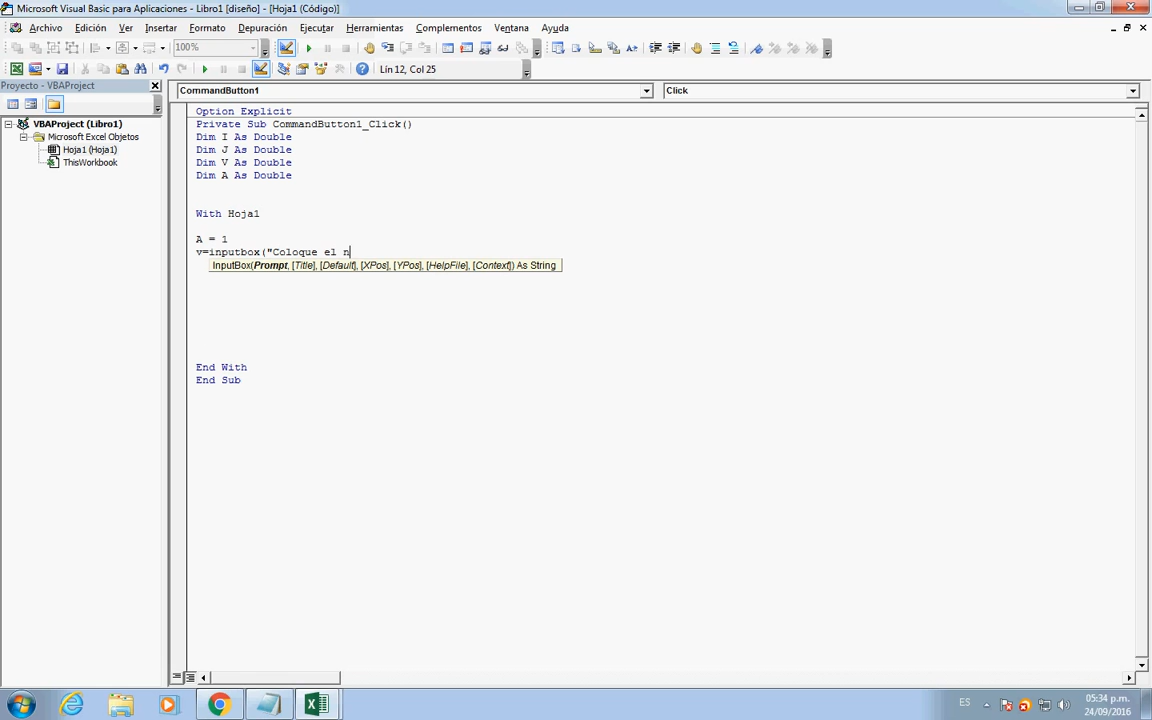 Microsoft Visual Basic para Aplicaciones - Libro1 [diseño] - [Hoja1 (Código)]
Archivo Edición Ver Insertar Formato Depuración Ejecutar Herramientas Complementos Ventana Ayuda
100%
Lín 12, Col 25
Proyecto - VBAProject
CommandButton1 Click
VBAProject (Libro1)
Microsoft Excel Objetos
Hoja1 (Hoja1)
ThisWorkbook
Option Explicit
Private Sub CommandButton1_Click()
Dim I As Double
Dim J As Double
Dim V As Double
Dim A As Double
With Hoja1
A = 1
v=inputbox("Coloque el n
InputBox(Prompt, [Title], [Default], [XPos], [YPos], [HelpFile], [Context]) As String
End With
End Sub
ES
05:34 p.m.
24/09/2016